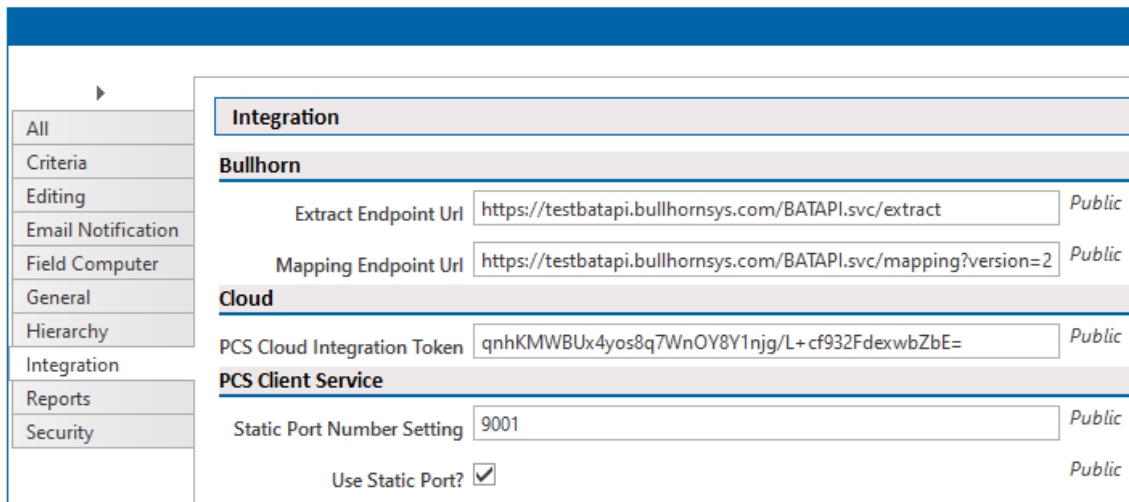 All
Criteria
Editing
Email Notification
Field Computer
General
Hierarchy
Integration
Reports
Security
Integration
Bullhorn
Extract Endpoint Url https://testbatapi.bullhornsys.com/BATAPI.svc/extract Public
Mapping Endpoint Url https://testbatapi.bullhornsys.com/BATAPI.svc/mapping?version=2 Public
Cloud
PCS Cloud Integration Token qnhKMWBUx4yos8q7WnOY8Y1njg/L+cf932FdexwbZbE= Public
PCS Client Service
Static Port Number Setting 9001 Public
Use Static Port? Public